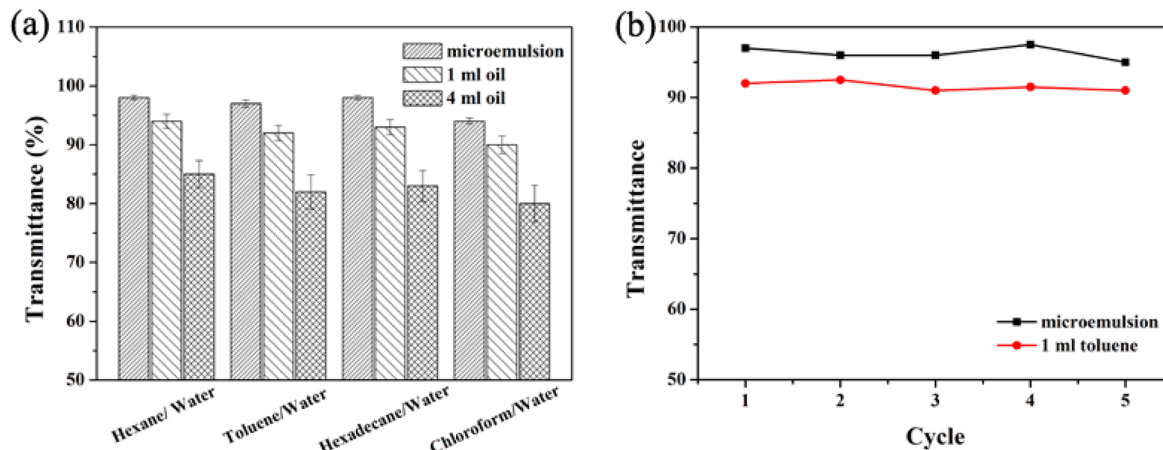 (a)
110
100
90
80
70
60
50
Transmittance (%)
microemulsion
1 ml oil
4 ml oil
Hexane/ Water
Toluene/Water
Hexadecane/Water
Chloroform/Water
(b)
100
90
80
70
60
50
Transmittance
microemulsion
1 ml toluene
1 2 3 4 5
Cycle